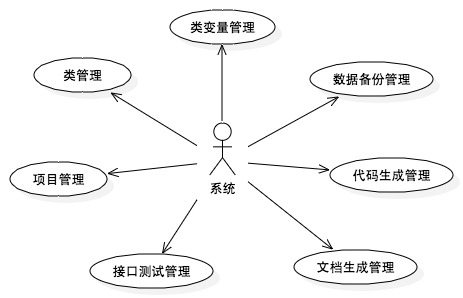 类变量管理
类管理
数据备份管理
项目管理
系统
代码生成管理
接口测试管理
文档生成管理